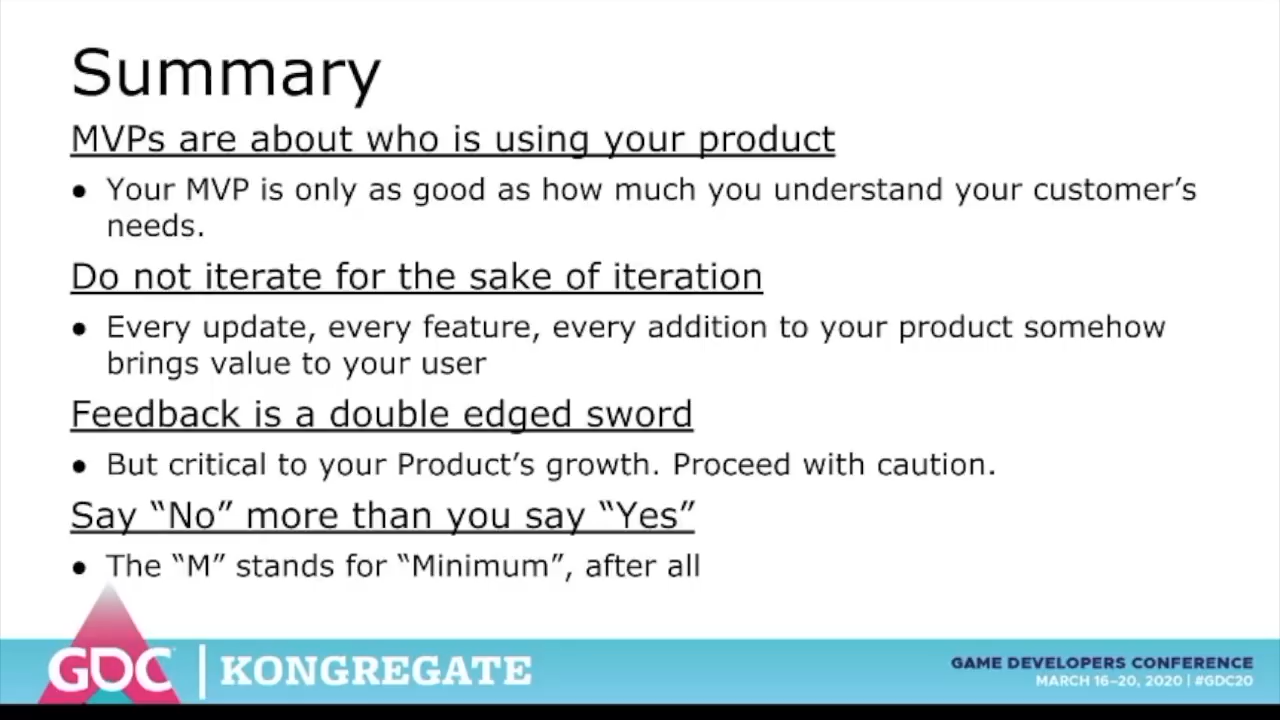 Summary
MVPs are about who is using your product
● Your MVP is only as good as how much you understand your customer’s
needs.
Do not iterate for the sake of iteration
● Every update, every feature, every addition to your product somehow
brings value to your user
Feedback is a double edged sword
● But critical to your Product’s growth. Proceed with caution.
Say “No” more than you say “Yes”
● The “M” stands for “Minimum”, after all
GDC | KONGREGATE
GAME DEVELOPERS CONFERENCE
MARCH 16–20, 2020 | #GDC20